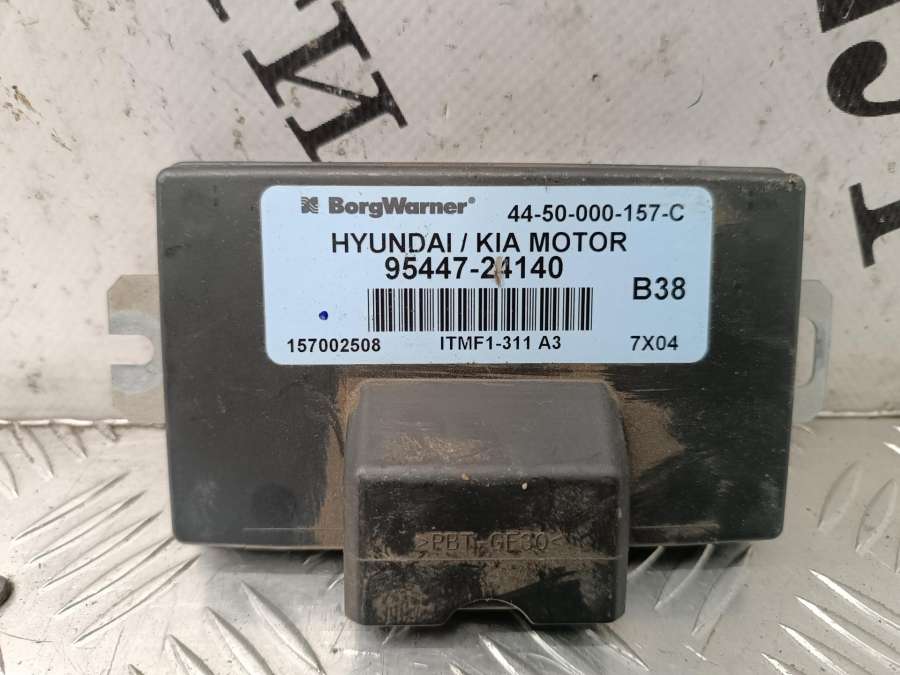 BorgWarner® 44-50-000-157-C
HYUNDAI / KIA MOTOR
95447-24140
B38
157002508 ITMF1-311 A3 7X04
>PBT-GF30<